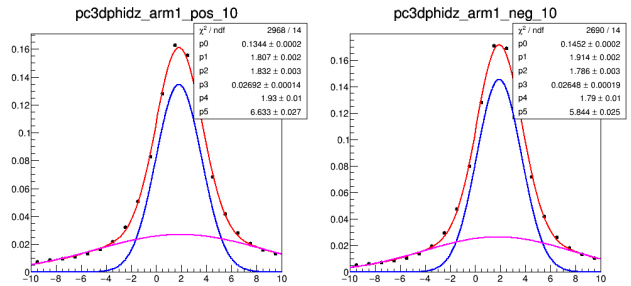 pc3dphidz_arm1_pos_10
χ² / ndf 2968 / 14
p0 0.1344 ± 0.0002
p1 1.807 ± 0.002
p2 1.832 ± 0.003
p3 0.02692 ± 0.00014
p4 1.93 ± 0.01
p5 6.633 ± 0.027
0.16
0.14
0.12
0.1
0.08
0.06
0.04
0.02
0
−10 −8 −6 −4 −2 0 2 4 6 8 10
pc3dphidz_arm1_neg_10
χ² / ndf 2690 / 14
p0 0.1452 ± 0.0002
p1 1.914 ± 0.002
p2 1.786 ± 0.003
p3 0.02648 ± 0.00019
p4 1.79 ± 0.01
p5 5.844 ± 0.025
0.16
0.14
0.12
0.1
0.08
0.06
0.04
0.02
0
−10 −8 −6 −4 −2 0 2 4 6 8 10